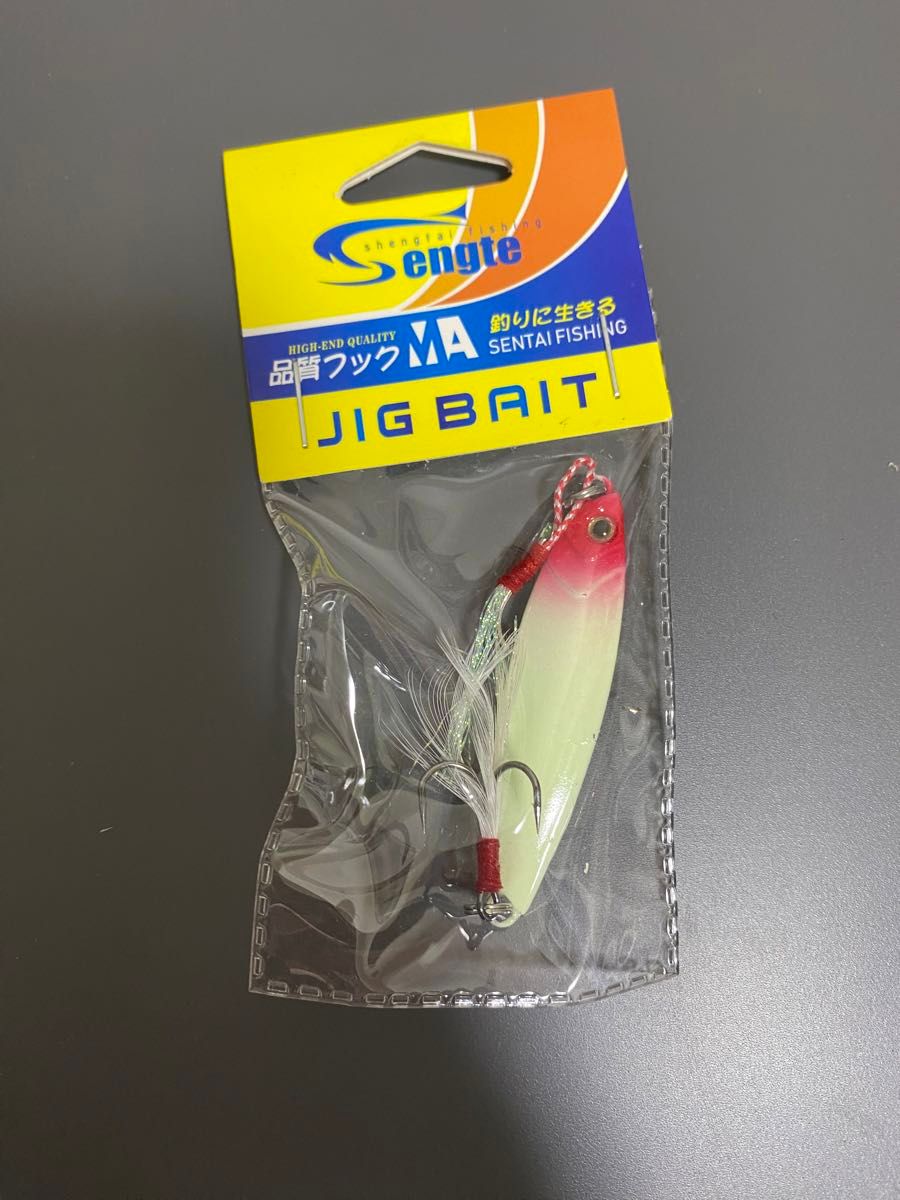 shengtai fishing
Sengte
HIGH-END QUALITY
品質フック MA 釣りに生きる
SENTAI FISHING
JIG BAIT